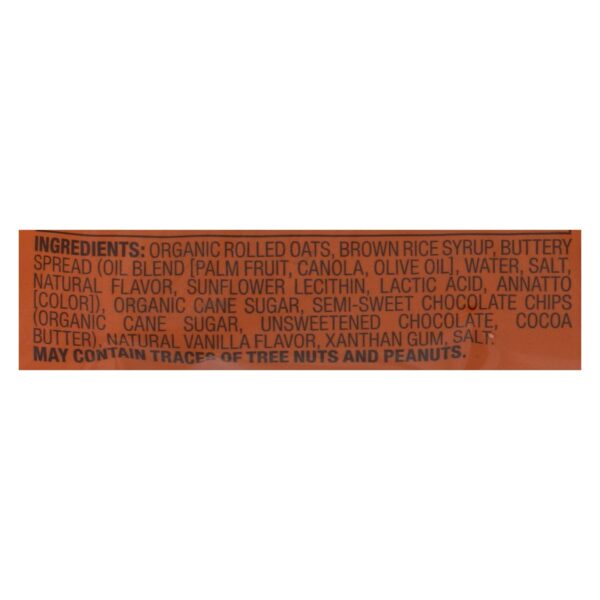 INGREDIENTS: ORGANIC ROLLED OATS, BROWN RICE SYRUP, BUTTERY
SPREAD (OIL BLEND [PALM FRUIT, CANOLA, OLIVE OIL], WATER, SALT,
NATURAL FLAVOR, SUNFLOWER LECITHIN, LACTIC ACID, ANNATTO
[COLOR]), ORGANIC CANE SUGAR, SEMI-SWEET CHOCOLATE CHIPS
(ORGANIC CANE SUGAR, UNSWEETENED CHOCOLATE, COCOA
BUTTER), NATURAL VANILLA FLAVOR, XANTHAN GUM, SALT.
MAY CONTAIN TRACES OF TREE NUTS AND PEANUTS.